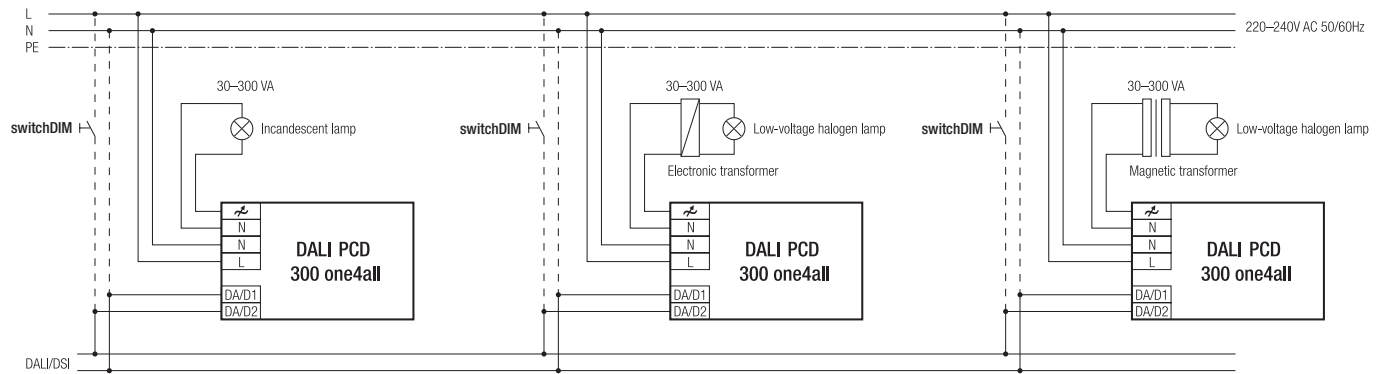 L
N
PE
220–240V AC 50/60Hz
30–300 VA
switchDIM
Incandescent lamp
N
N
L
DA/D1
DA/D2
DALI PCD
300 one4all
30–300 VA
switchDIM
Low-voltage halogen lamp
Electronic transformer
N
N
L
DA/D1
DA/D2
DALI PCD
300 one4all
30–300 VA
switchDIM
Low-voltage halogen lamp
Magnetic transformer
N
N
L
DA/D1
DA/D2
DALI PCD
300 one4all
DALI/DSI